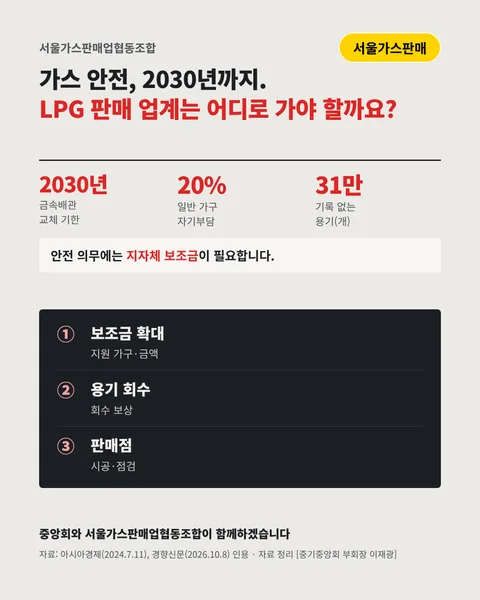 서울가스판매업협동조합
서울가스판매
가스 안전, 2030년까지.
LPG 판매 업계는 어디로 가야 할까요?
2030년
금속배관
교체 기한
20%
일반 가구
자기부담
31만
기록 없는
용기(개)
안전 의무에는 지자체 보조금이 필요합니다.
① 보조금 확대
지원 가구·금액
② 용기 회수
회수 보상
③ 판매점
시공·점검
중앙회와 서울가스판매업협동조합이 함께하겠습니다
자료: 아시아경제(2024.7.11), 경향신문(2026.10.8) 인용 · 자료 정리 [중기중앙회 부회장 이재광]